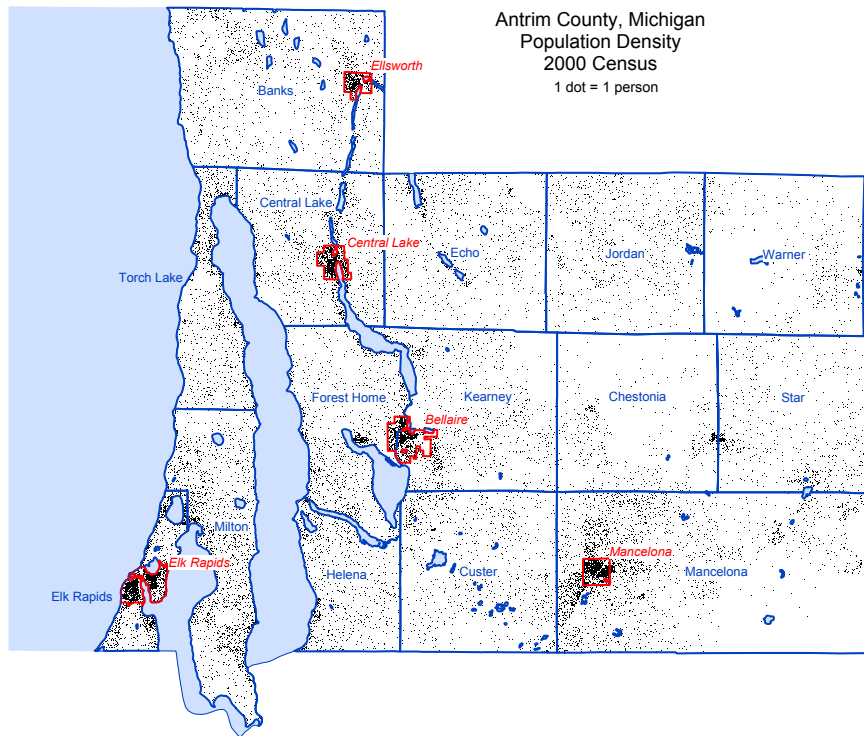 Antrim County, Michigan
Population Density
2000 Census
1 dot = 1 person
Ellsworth
Banks
Central Lake
Central Lake
Echo
Jordan
Warner
Torch Lake
Forest Home
Kearney
Chestonia
Star
Bellaire
Milton
Mancelona
Elk Rapids
Helena
Custer
Mancelona
Elk Rapids